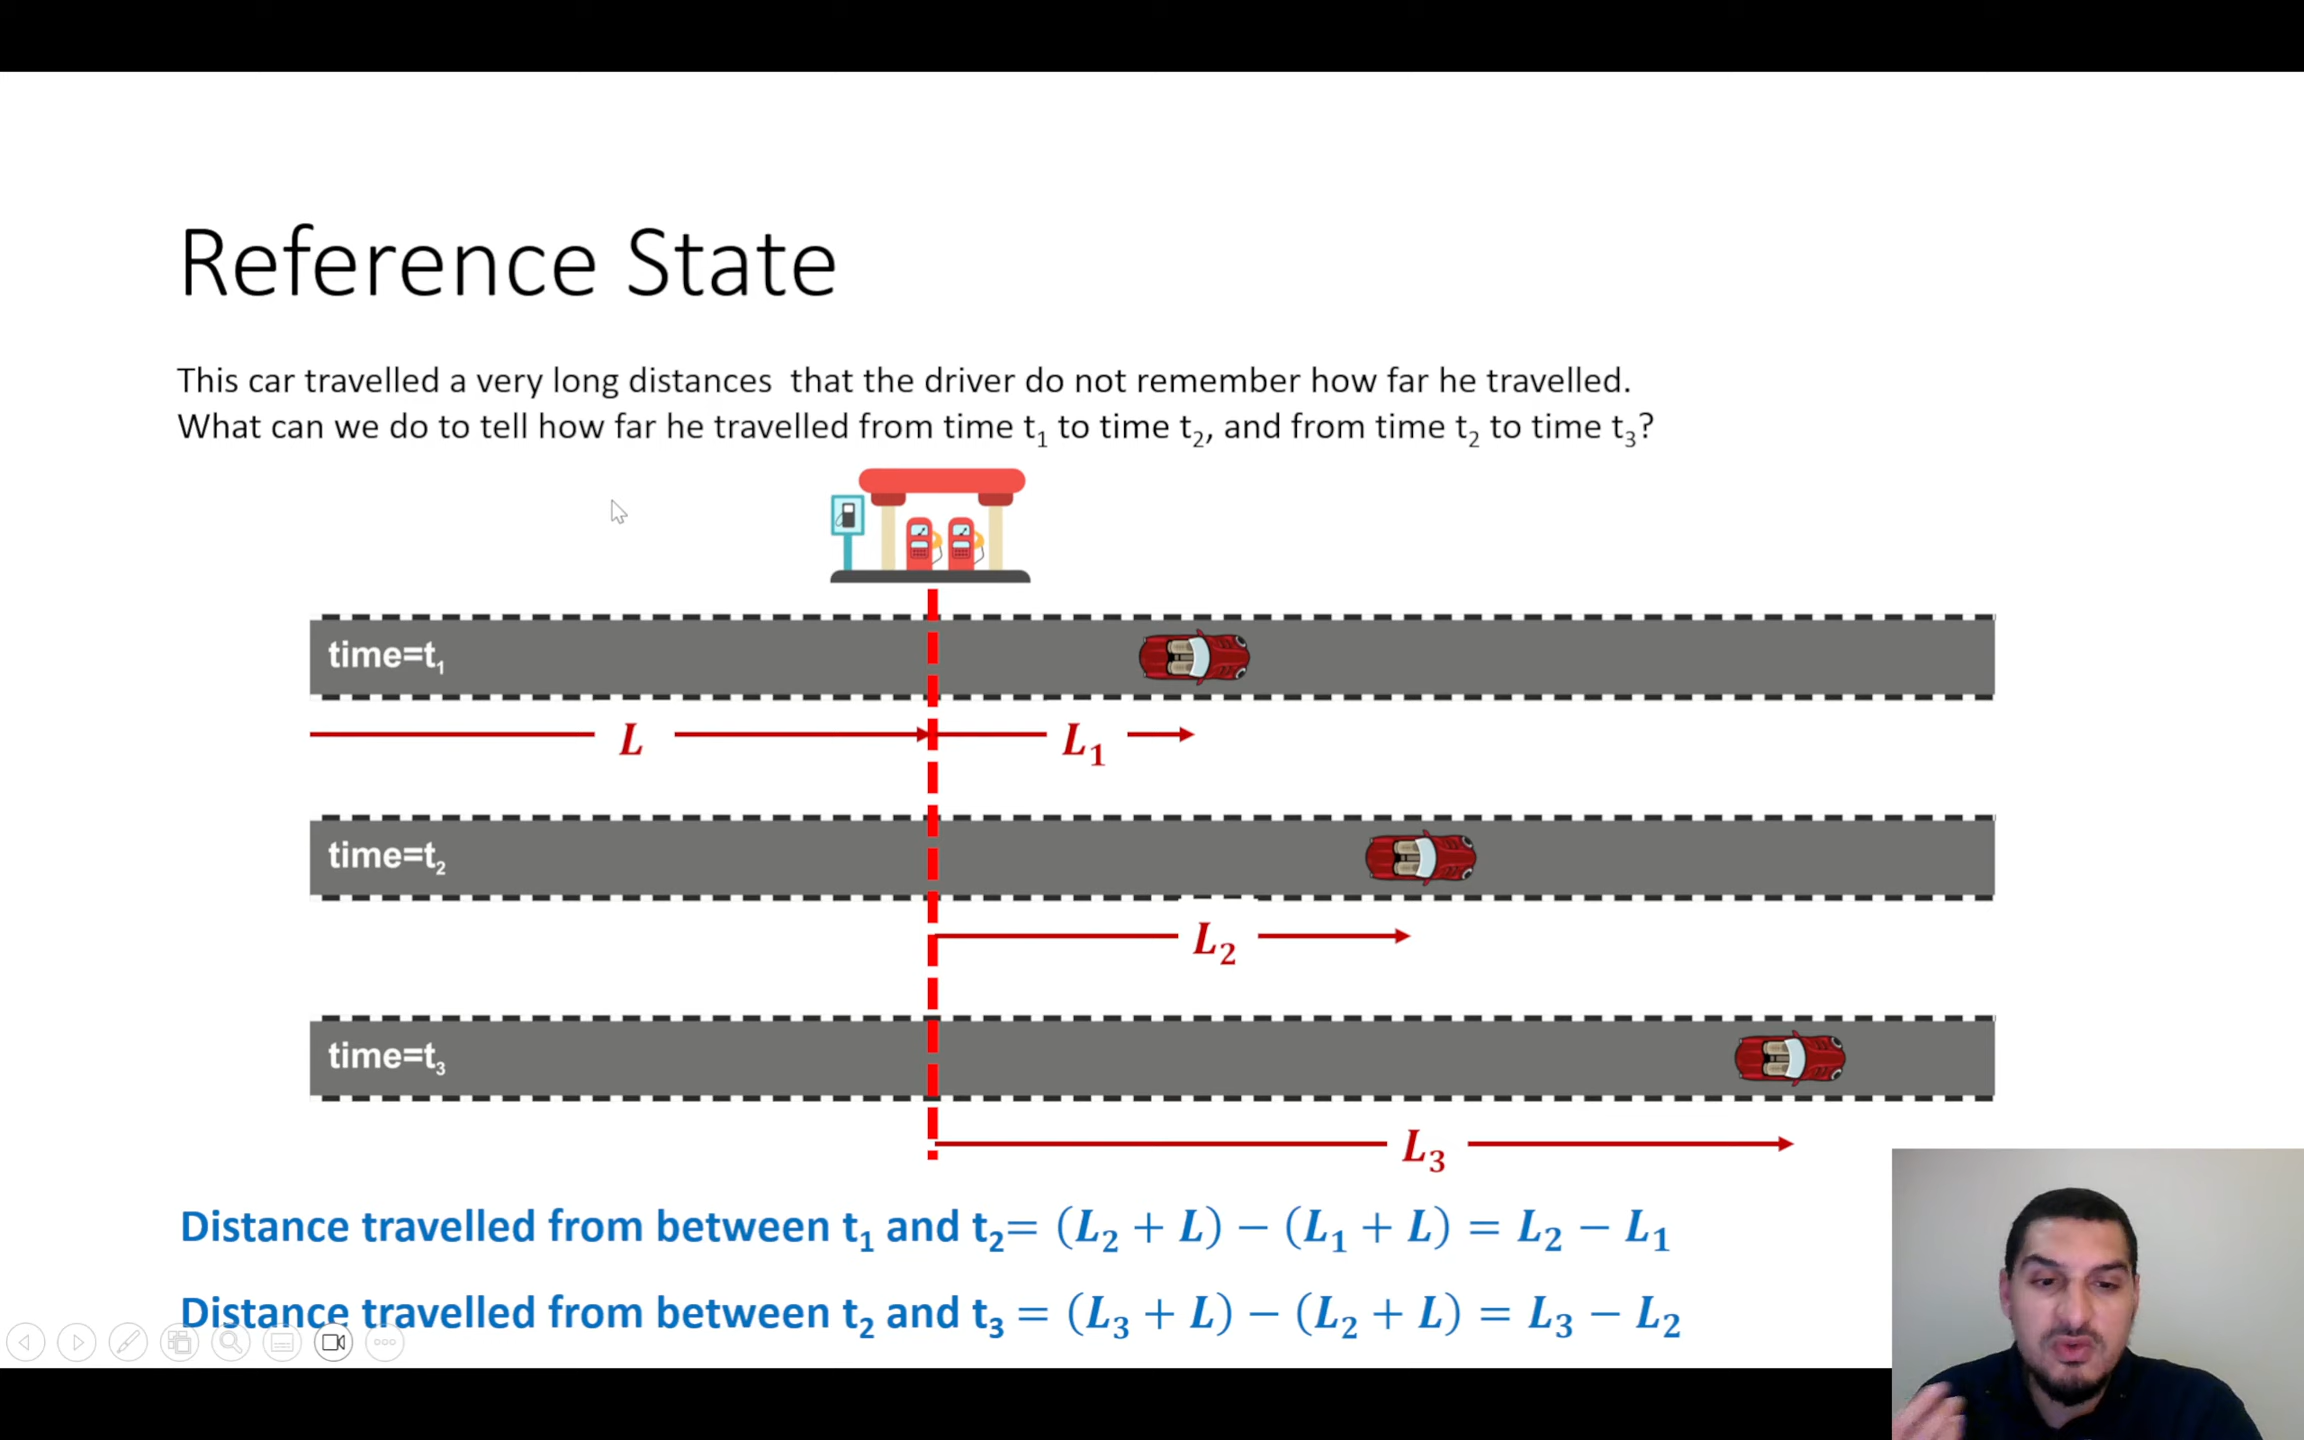 Reference State
This car travelled a very long distances that the driver do not remember how far he travelled.
What can we do to tell how far he travelled from time t₁ to time t₂, and from time t₂ to time t₃?
time=t₁
L L₁
time=t₂
L₂
time=t₃
L₃
Distance travelled from between t₁ and t₂= (L₂ + L) − (L₁ + L) = L₂ − L₁
Distance travelled from between t₂ and t₃ = (L₃ + L) − (L₂ + L) = L₃ − L₂